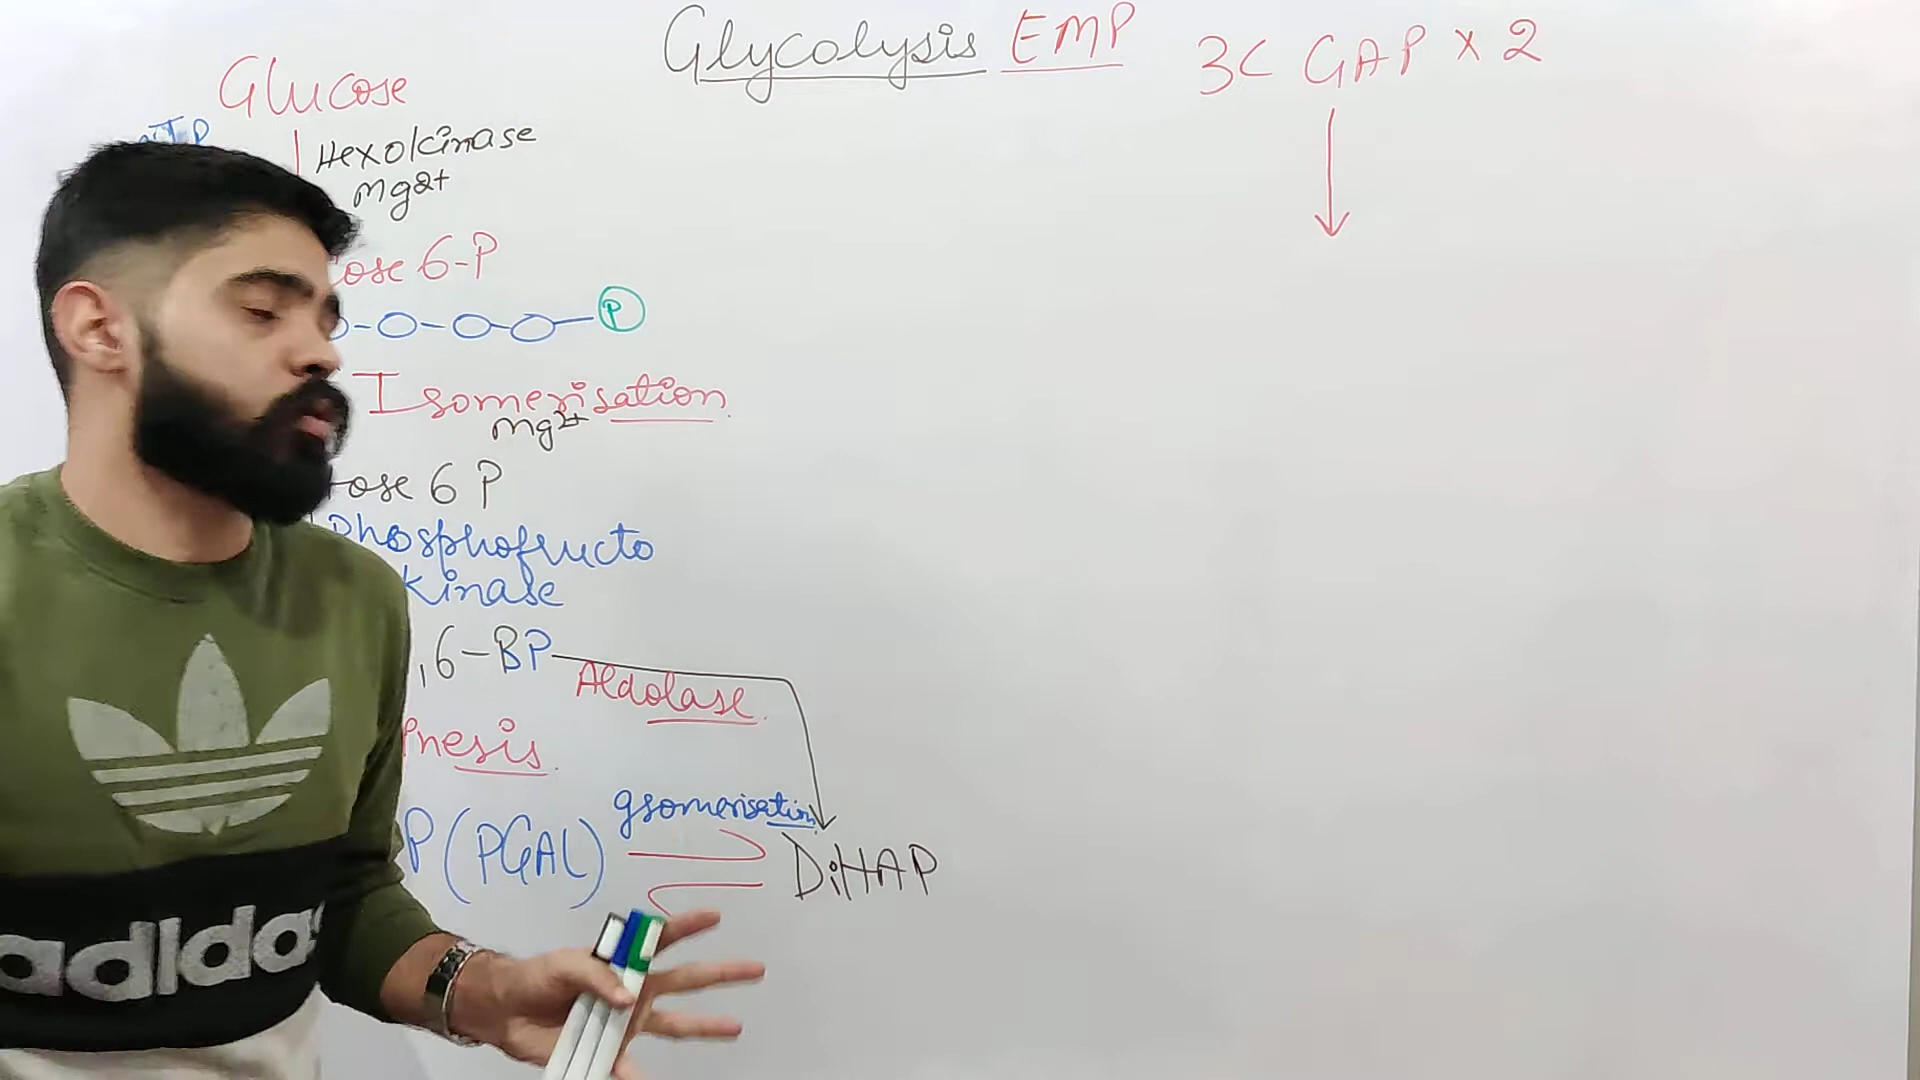 Glycolysis EMP
3C GAP x 2
Glucose
Hexokinase
Mg2+
ose 6-P
P
Isomerisation
Mg2+
ose 6 P
Phosphofructo
kinase
,6-BP
Aldolase
nesis
P (PGAL)
isomerisation
DiHAP
adidas